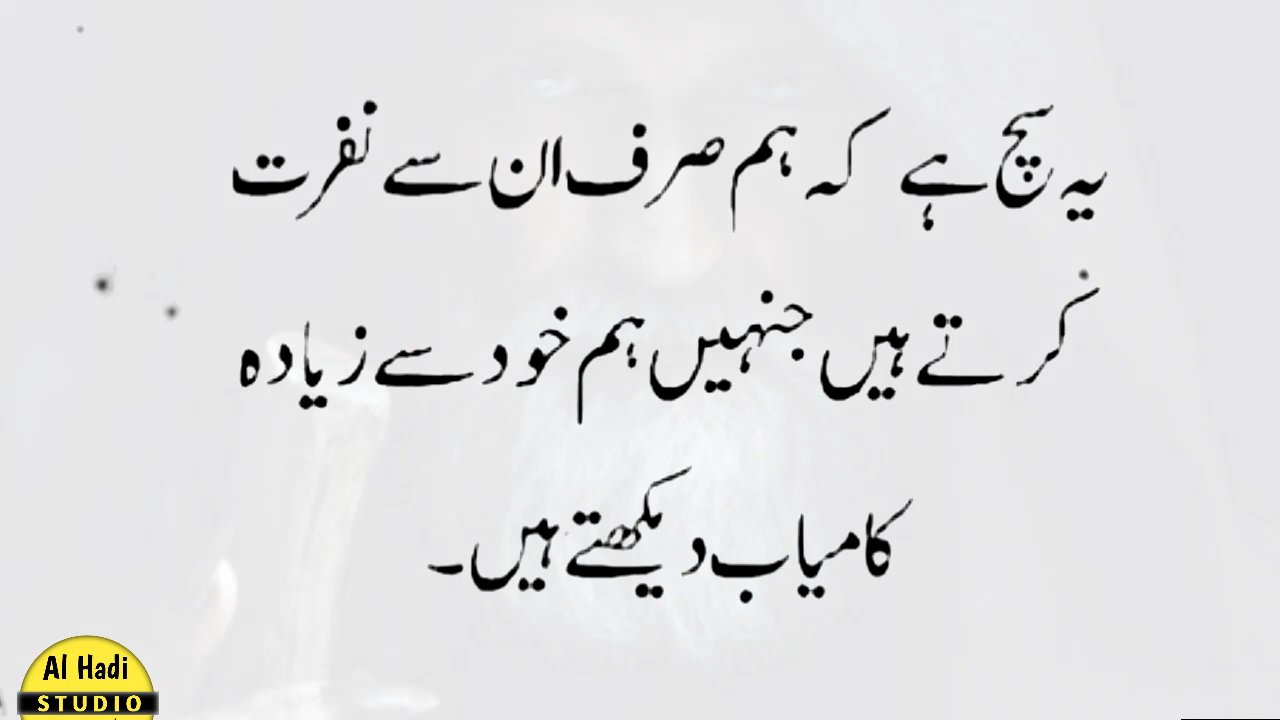 یہ سچ ہے کہ ہم صرف ان سے نفرت
کرتے ہیں جنہیں ہم خود سے زیادہ
کامیاب دیکھتے ہیں۔
Al Hadi
STUDIO